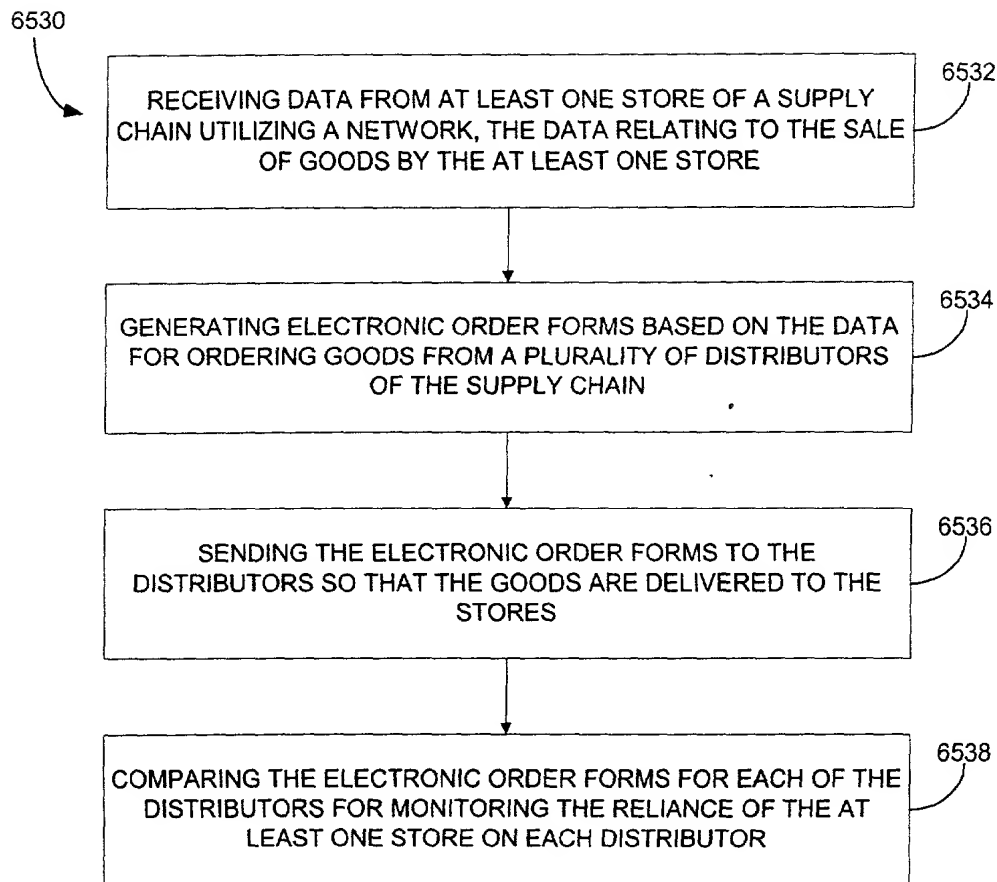 6530
6532
RECEIVING DATA FROM AT LEAST ONE STORE OF A SUPPLY
CHAIN UTILIZING A NETWORK, THE DATA RELATING TO THE SALE
OF GOODS BY THE AT LEAST ONE STORE
6534
GENERATING ELECTRONIC ORDER FORMS BASED ON THE DATA
FOR ORDERING GOODS FROM A PLURALITY OF DISTRIBUTORS
OF THE SUPPLY CHAIN
6536
SENDING THE ELECTRONIC ORDER FORMS TO THE
DISTRIBUTORS SO THAT THE GOODS ARE DELIVERED TO THE
STORES
6538
COMPARING THE ELECTRONIC ORDER FORMS FOR EACH OF THE
DISTRIBUTORS FOR MONITORING THE RELIANCE OF THE AT
LEAST ONE STORE ON EACH DISTRIBUTOR